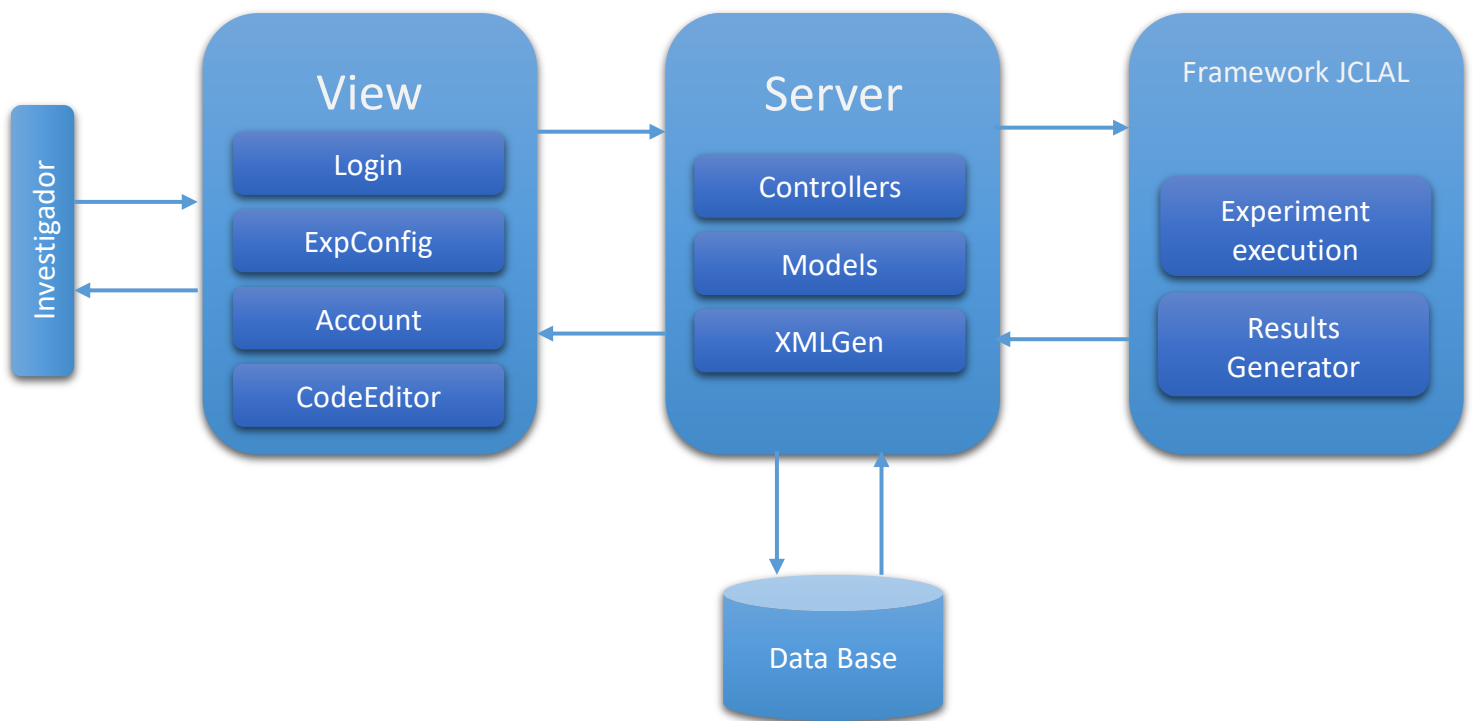 Investigador
View
Login
ExpConfig
Account
CodeEditor
Server
Controllers
Models
XMLGen
Framework JCLAL
Experiment
execution
Results
Generator
Data Base